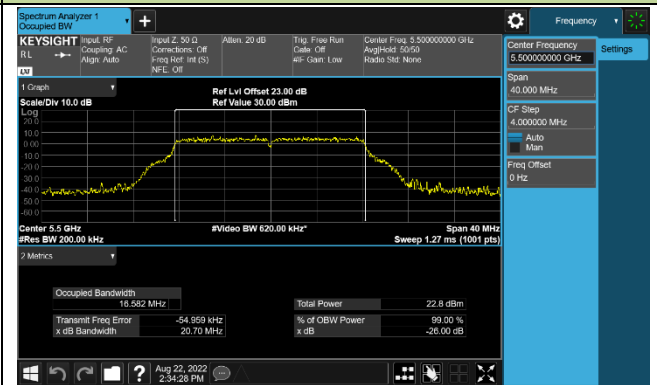 Spectrum Analyzer 1
Occupied BW
Frequency
KEYSIGHT
RL
Input: RF
Coupling: AC
Align: Auto
Input Z: 50 Ω
Corrections: Off
Freq Ref: Int (S)
NFE: Off
Atten: 20 dB
Trig: Free Run
Gate: Off
#IF Gain: Low
Center Freq: 5.500000000 GHz
Avg|Hold: 50/50
Radio Std: None
LXI
1 Graph
Scale/Div 10.0 dB
Ref Lvl Offset 23.00 dB
Ref Value 30.00 dBm
Log
20.0
10.0
0.00
-10.0
-20.0
-30.0
-40.0
-50.0
-60.0
Center 5.5 GHz
#Res BW 200.00 kHz
#Video BW 620.00 kHz*
Span 40 MHz
Sweep 1.27 ms (1001 pts)
2 Metrics
Occupied Bandwidth
16.582 MHz
Transmit Freq Error -54.959 kHz
x dB Bandwidth 20.70 MHz
Total Power 22.8 dBm
% of OBW Power 99.00 %
x dB -26.00 dB
Aug 22, 2022
2:34:28 PM
Center Frequency
5.500000000 GHz
Span
40.000 MHz
CF Step
4.000000 MHz
Auto
Man
Freq Offset
0 Hz
Settings